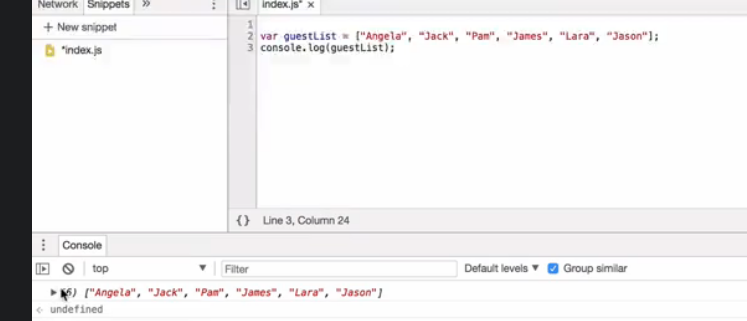 Network Snippets »
+ New snippet
*index.js
index.js* ×
1
2 var guestList = ["Angela", "Jack", "Pam", "James", "Lara", "Jason"];
3 console.log(guestList);
{} Line 3, Column 24
Console
top ▼ Filter Default levels ▼ Group similar
["Angela", "Jack", "Pam", "James", "Lara", "Jason"]
undefined